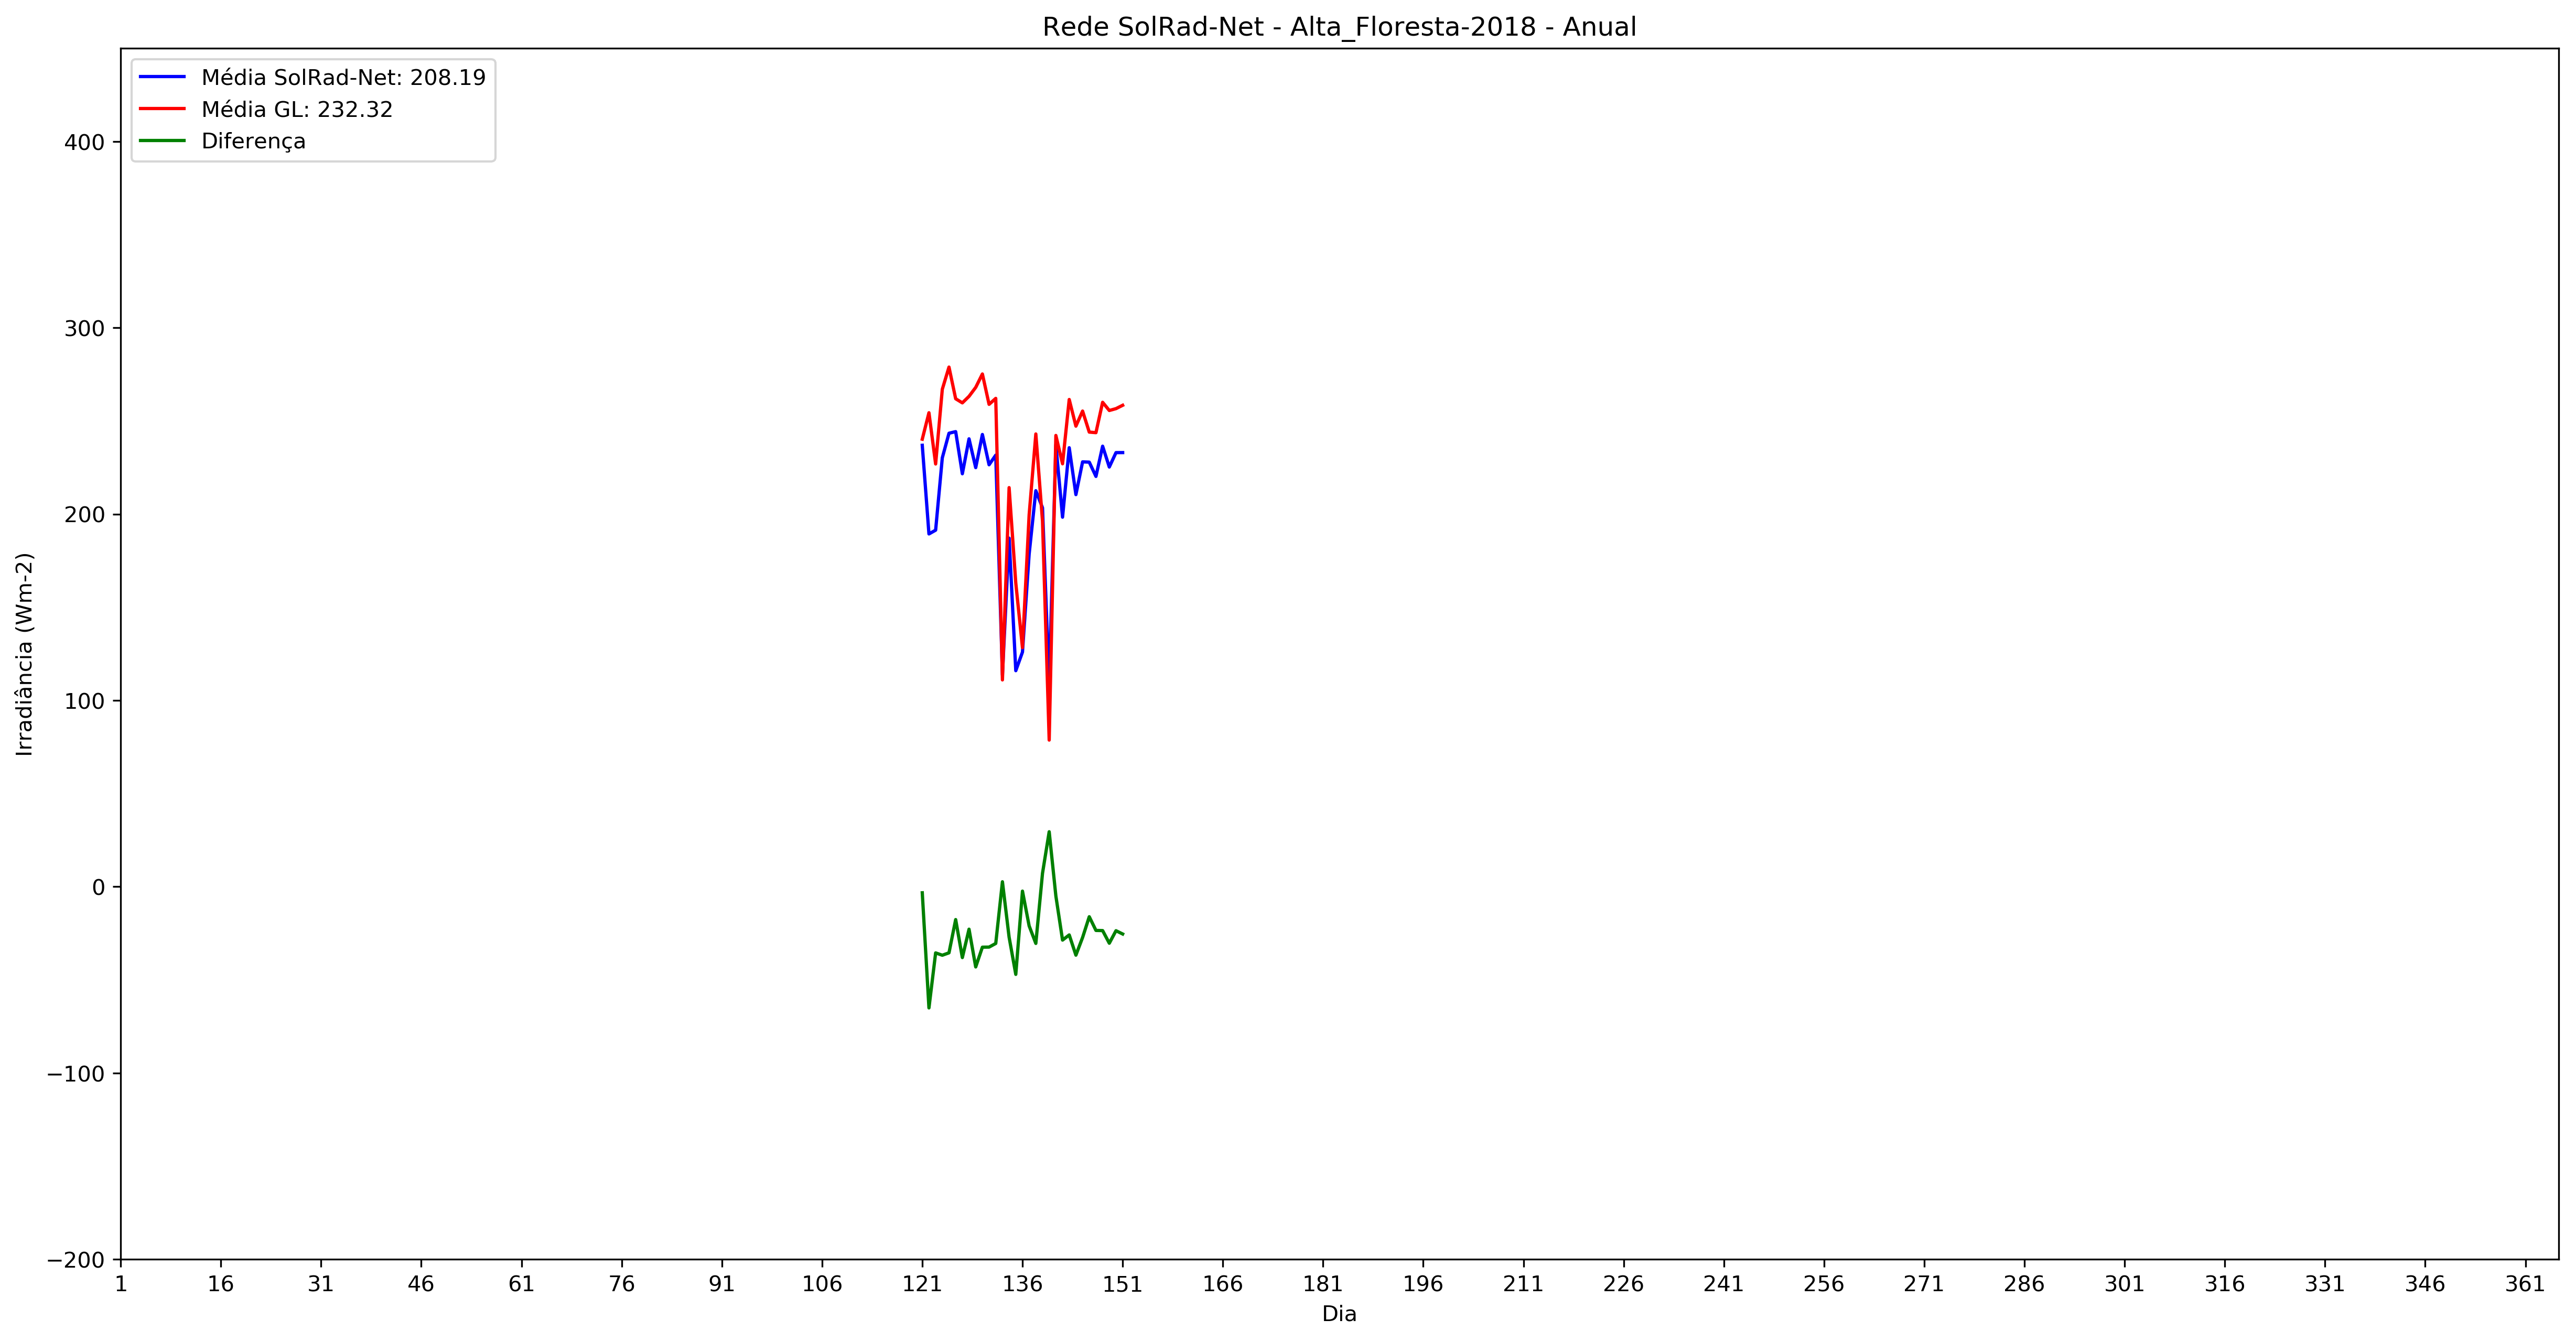 Rede SolRad-Net - Alta_Floresta-2018 - Anual
Média SolRad-Net: 208.19
Média GL: 232.32
Diferença
400
300
200
100
0
−100
−200
Irradiância (Wm-2)
1 16 31 46 61 76 91 106 121 136 151 166 181 196 211 226 241 256 271 286 301 316 331 346 361
Dia